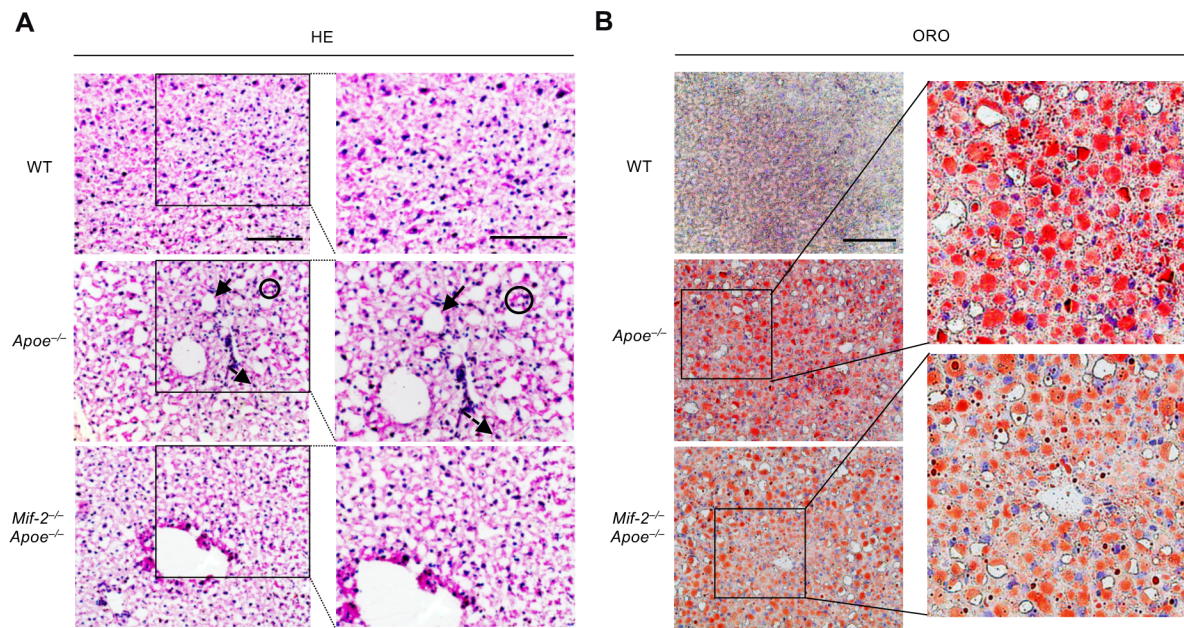 A
HE
WT
Apoe⁻/⁻
Mif-2⁻/⁻
Apoe⁻/⁻
B
ORO
WT
Apoe⁻/⁻
Mif-2⁻/⁻
Apoe⁻/⁻